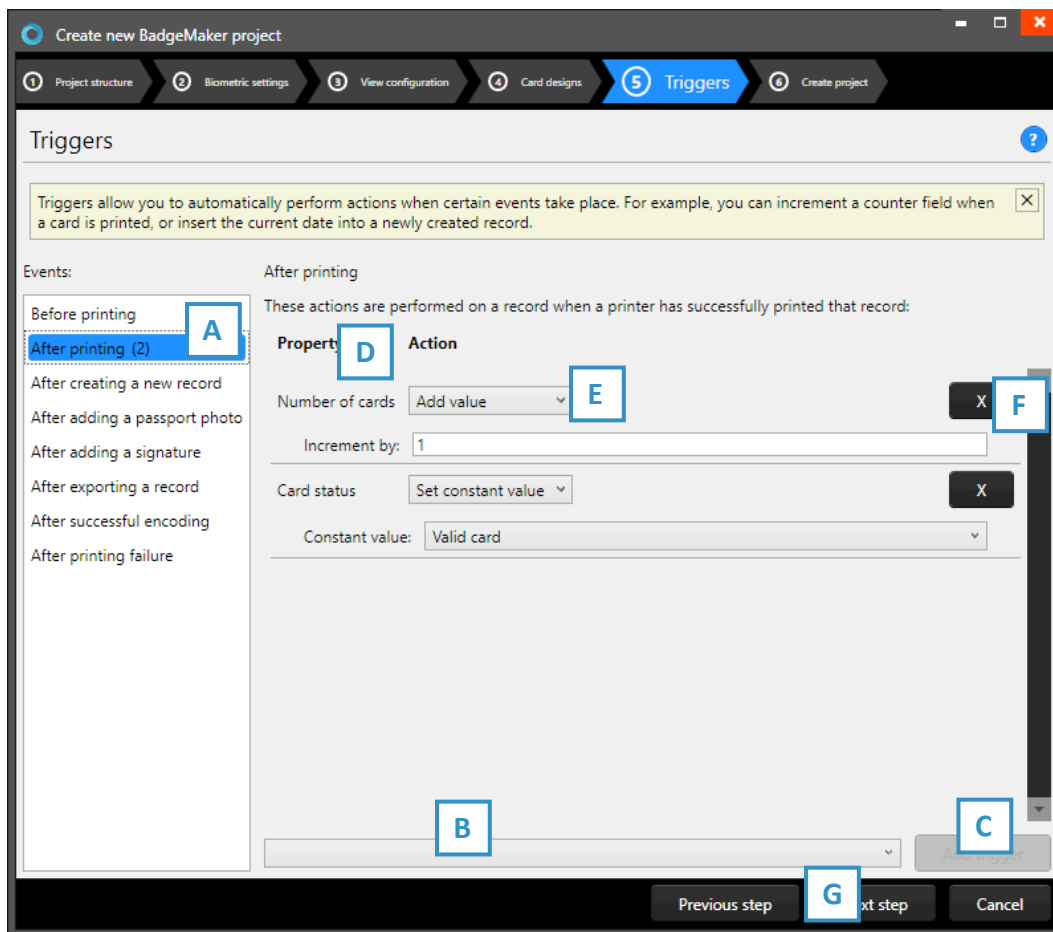 Create new BadgeMaker project
1 Project structure 2 Biometric settings 3 View configuration 4 Card designs 5 Triggers 6 Create project
Triggers
?
Triggers allow you to automatically perform actions when certain events take place. For example, you can increment a counter field when
a card is printed, or insert the current date into a newly created record.
Events:
Before printing
A
After printing (2)
After creating a new record
After adding a passport photo
After adding a signature
After exporting a record
After successful encoding
After printing failure
After printing
These actions are performed on a record when a printer has successfully printed that record:
Property D Action
Number of cards Add value E X F
Increment by: 1
Card status Set constant value X
Constant value: Valid card
B
C
Add trigger
Previous step G xt step Cancel